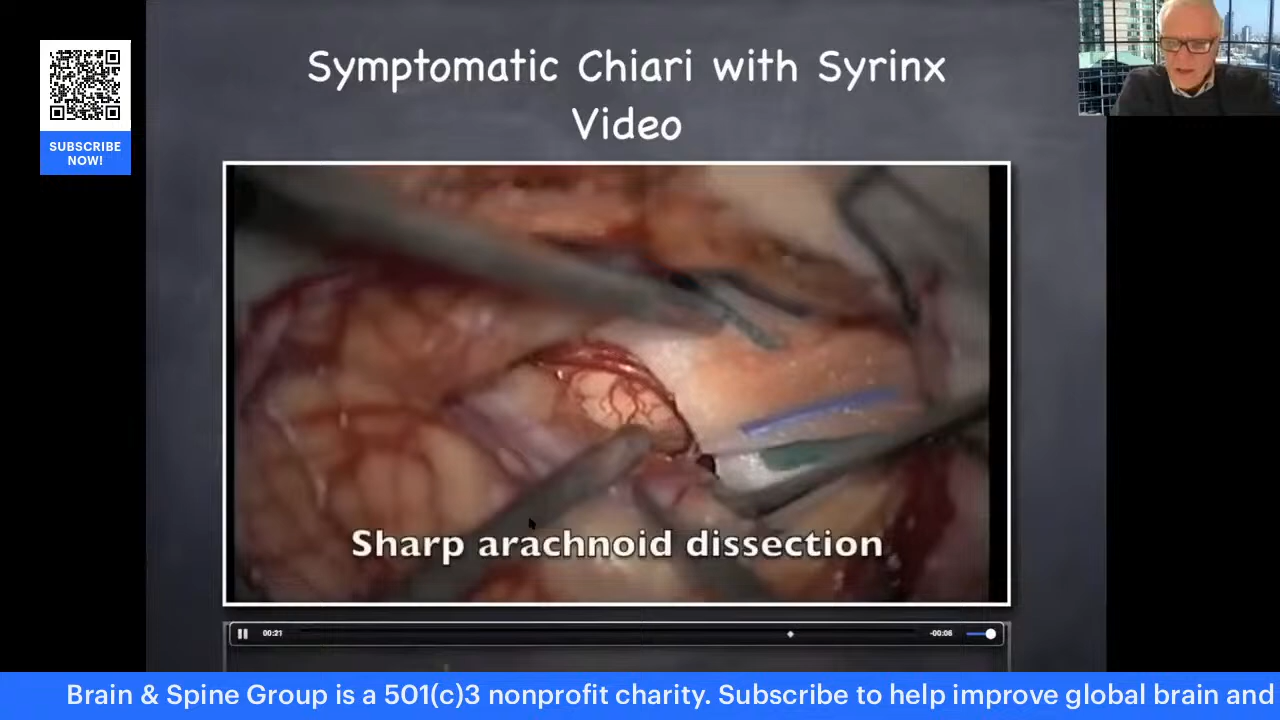 Symptomatic Chiari with Syrinx
Video
SUBSCRIBE
NOW!
Sharp arachnoid dissection
00:21
-00:06
Brain & Spine Group is a 501(c)3 nonprofit charity. Subscribe to help improve global brain and